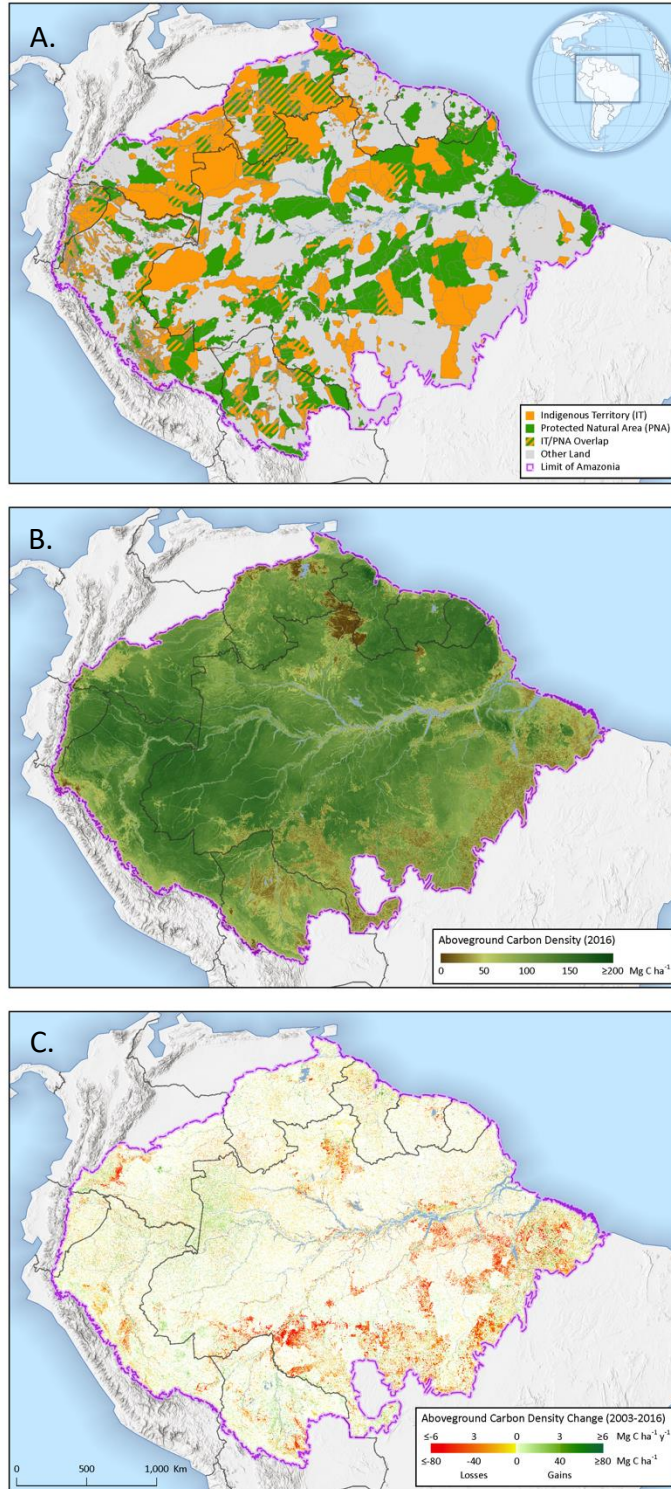 A.
Indigenous Territory (IT)
Protected Natural Area (PNA)
IT/PNA Overlap
Other Land
Limit of Amazonia
B.
Aboveground Carbon Density (2016)
0 50 100 150 ≥200 Mg C ha⁻¹
C.
Aboveground Carbon Density Change (2003-2016)
≤-6 3 0 3 ≥6 Mg C ha⁻¹ y⁻¹
≤-80 -40 0 40 ≥80 Mg C ha⁻¹
Losses Gains
0 500 1,000 Km